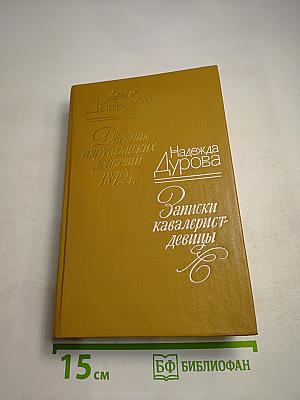 Денис
Давыдов
Дневник
партизанских
действий
1812 г.
Надежда
Дурова
Записки
кавалерист-
девицы
15 см
БФ БИБЛИОФАН